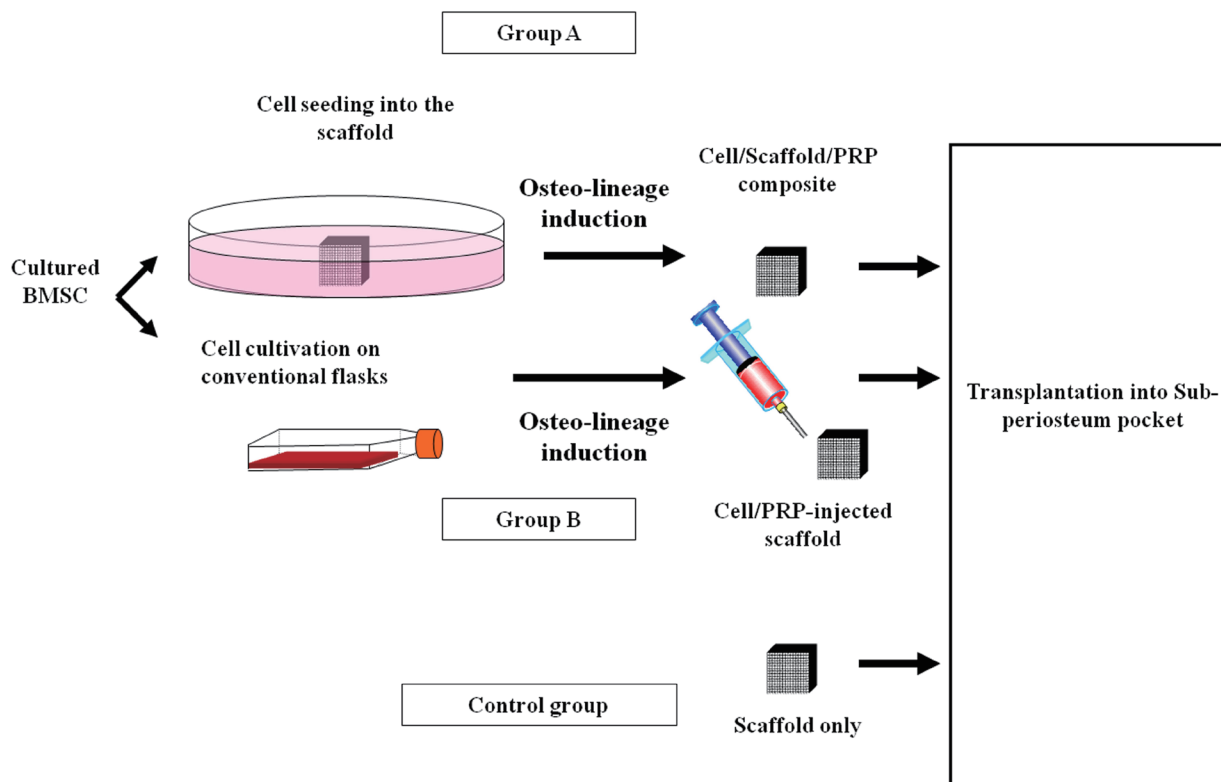 Group A
Cell seeding into the
scaffold
Cell/Scaffold/PRP
composite
Osteo-lineage
induction
Cultured
BMSC
Cell cultivation on
conventional flasks
Osteo-lineage
induction
Transplantation into Sub-
periosteum pocket
Group B
Cell/PRP-injected
scaffold
Control group
Scaffold only